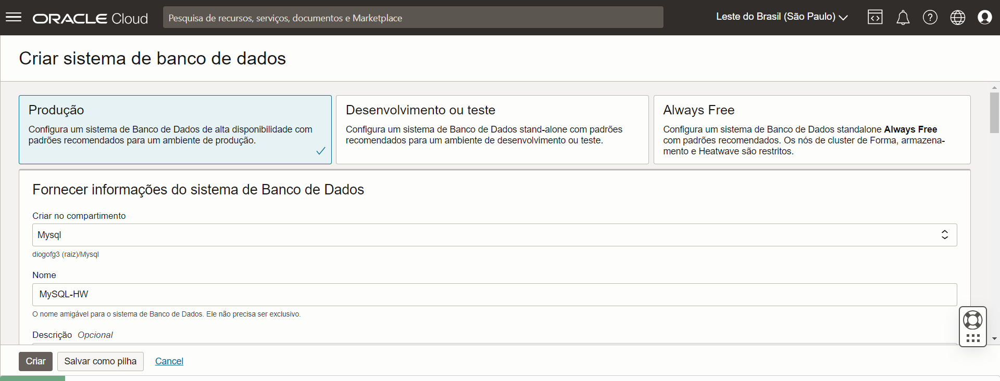 ORACLE Cloud
Pesquisa de recursos, serviços, documentos e Marketplace
Leste do Brasil (São Paulo)
Criar sistema de banco de dados
Produção
Configura um sistema de Banco de Dados de alta disponibilidade com
padrões recomendados para um ambiente de produção.
Desenvolvimento ou teste
Configura um sistema de Banco de Dados stand-alone com padrões
recomendados para um ambiente de desenvolvimento ou teste.
Always Free
Configura um sistema de Banco de Dados standalone Always Free
com padrões recomendados. Os nós de cluster de Forma, armazena-
mento e Heatwave são restritos.
Fornecer informações do sistema de Banco de Dados
Criar no compartimento
Mysql
diogofg3 (raiz)/Mysql
Nome
MySQL-HW
O nome amigável para o sistema de Banco de Dados. Ele não precisa ser exclusivo.
Descrição Opcional
Criar
Salvar como pilha
Cancel